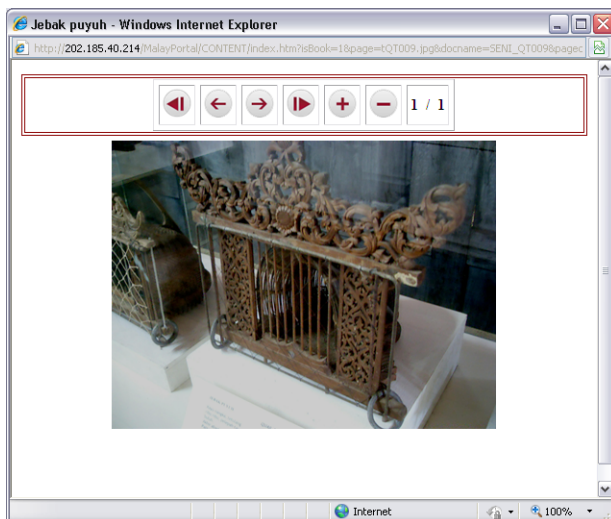 Jebak puyuh - Windows Internet Explorer
http://202.185.40.214/MalayPortal/CONTENT/index.htm?isBook=1&page=tQT009.jpg&docname=SENI_QT009&pagec
1 / 1
Internet
100%